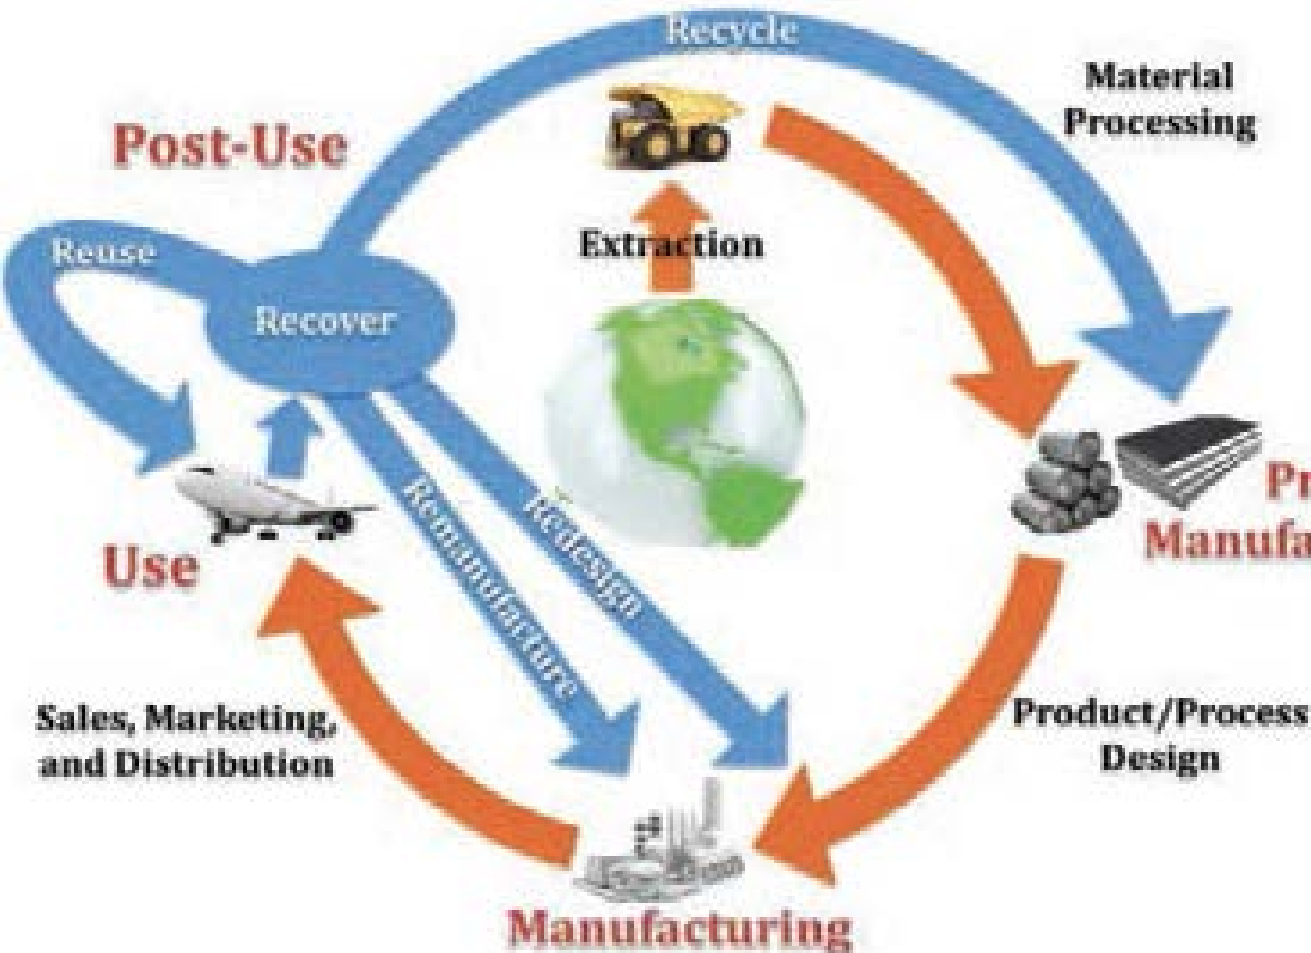 Recycle
Material
Processing
Post-Use
Extraction
Reuse
Recover
Pr
Manufa
Use
Remanufacture
Redesign
Sales, Marketing,
and Distribution
Product/Process
Design
Manufacturing